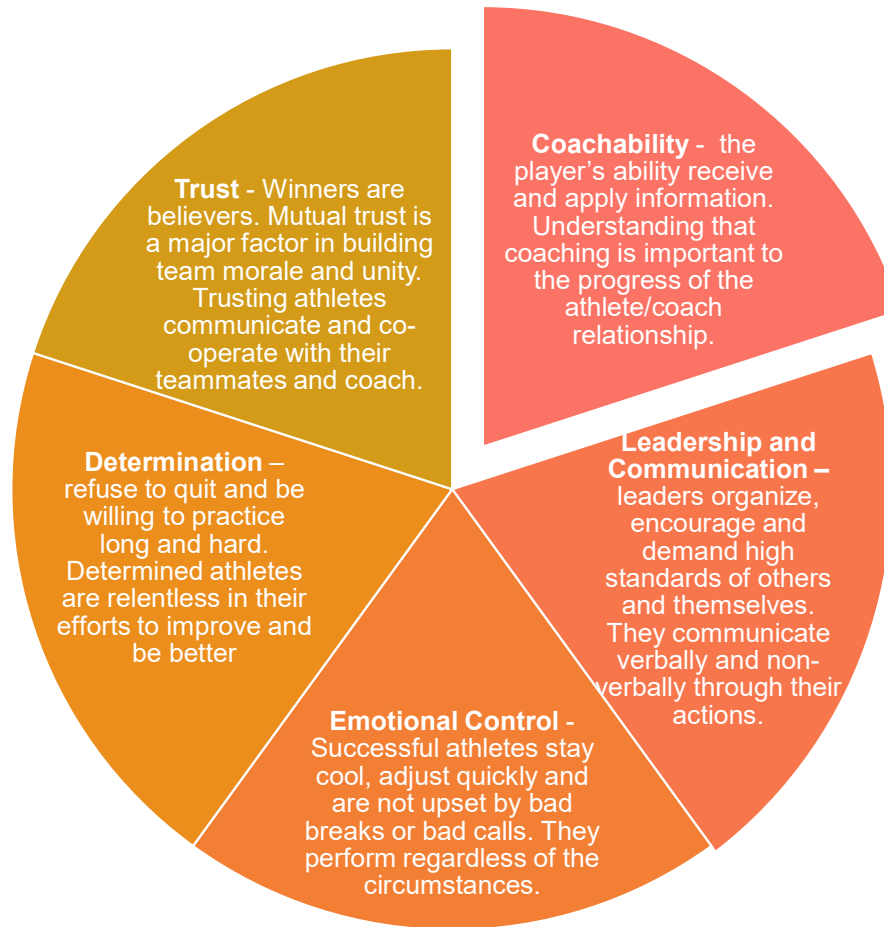 Coachability - the
player's ability receive
and apply information.
Understanding that
coaching is important to
the progress of the
athlete/coach
relationship.
Leadership and
Communication –
leaders organize,
encourage and
demand high
standards of others
and themselves.
They communicate
verbally and non-
verbally through their
actions.
Emotional Control -
Successful athletes stay
cool, adjust quickly and
are not upset by bad
breaks or bad calls. They
perform regardless of the
circumstances.
Determination –
refuse to quit and be
willing to practice
long and hard.
Determined athletes
are relentless in their
efforts to improve and
be better
Trust - Winners are
believers. Mutual trust is
a major factor in building
team morale and unity.
Trusting athletes
communicate and co-
operate with their
teammates and coach.